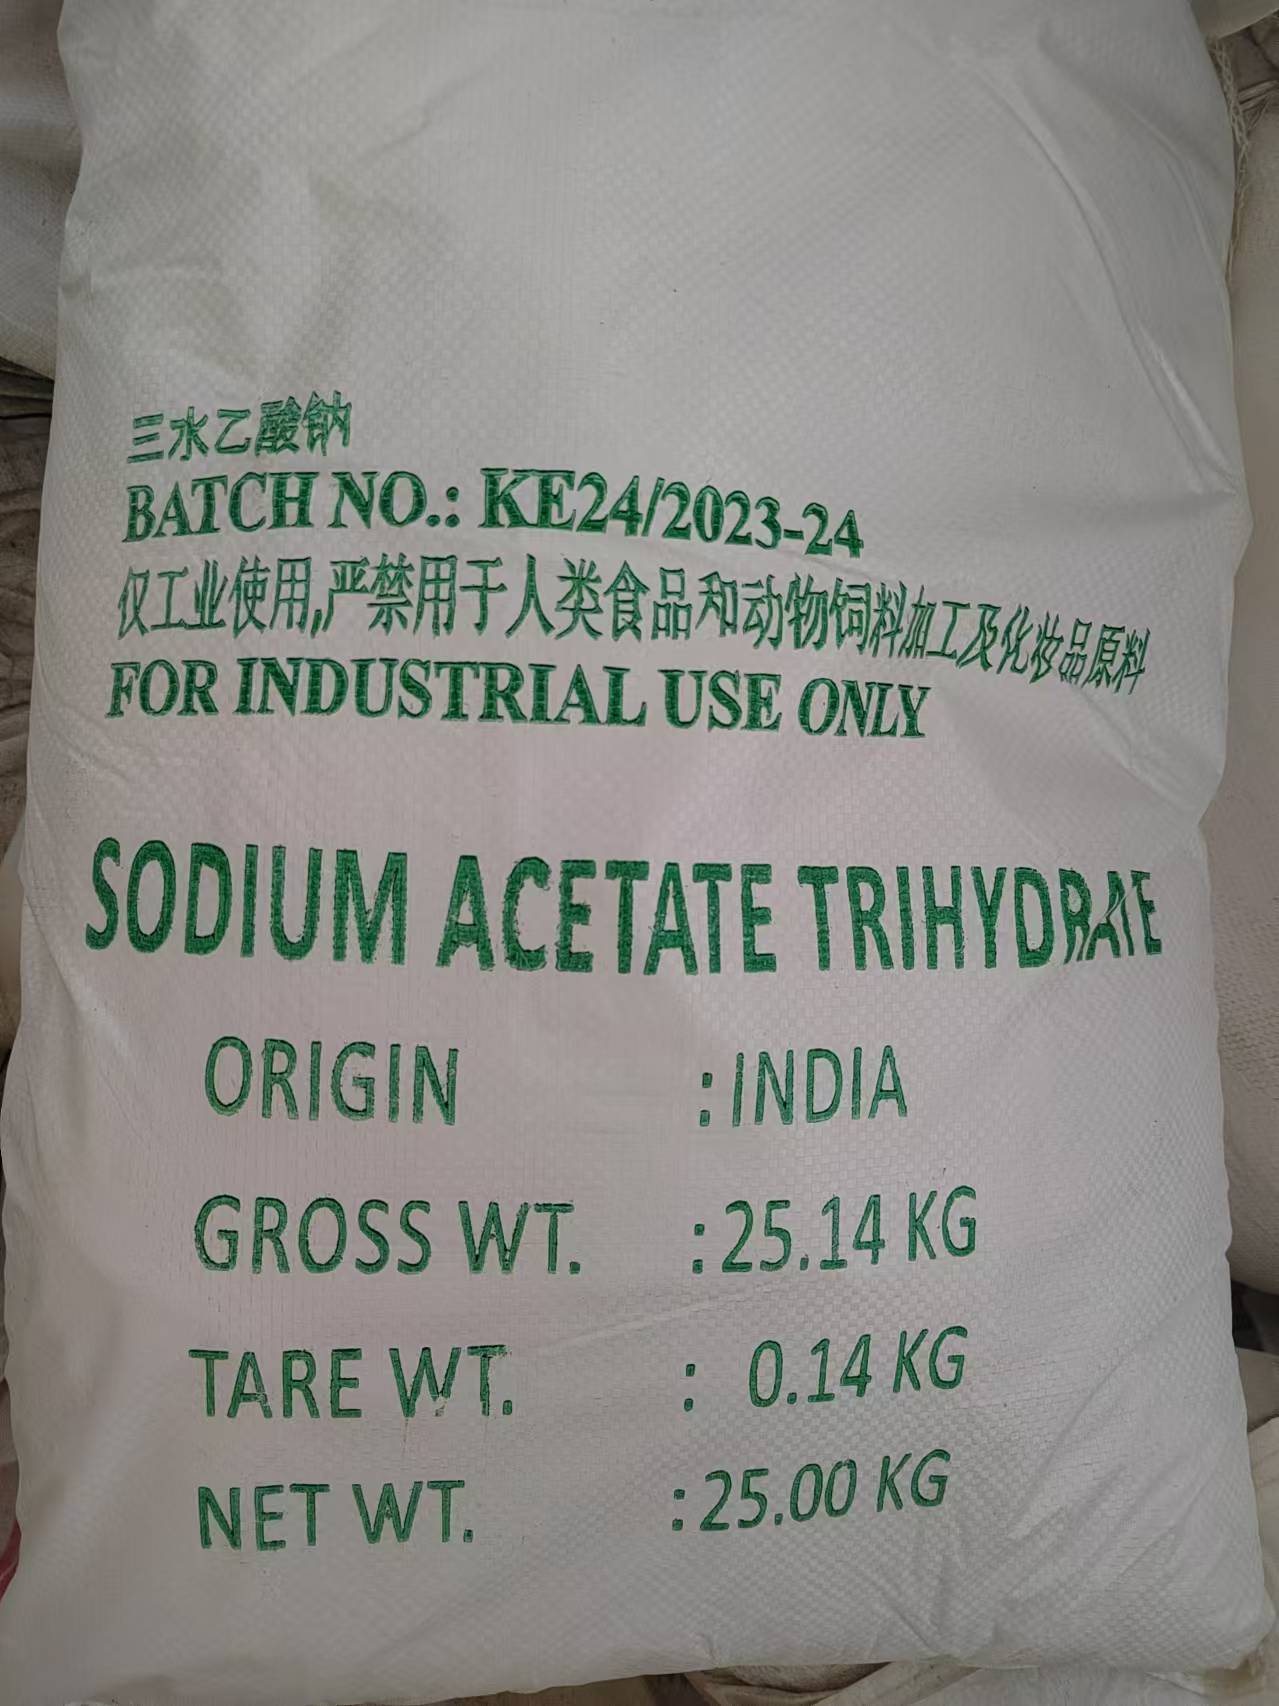 三水乙酸钠
BATCH NO.: KE24/2023-24
仅工业使用,严禁用于人类食品和动物饲料加工及化妆品原料
FOR INDUSTRIAL USE ONLY
SODIUM ACETATE TRIHYDRATE
ORIGIN : INDIA
GROSS WT. : 25.14 KG
TARE WT. : 0.14 KG
NET WT. : 25.00 KG